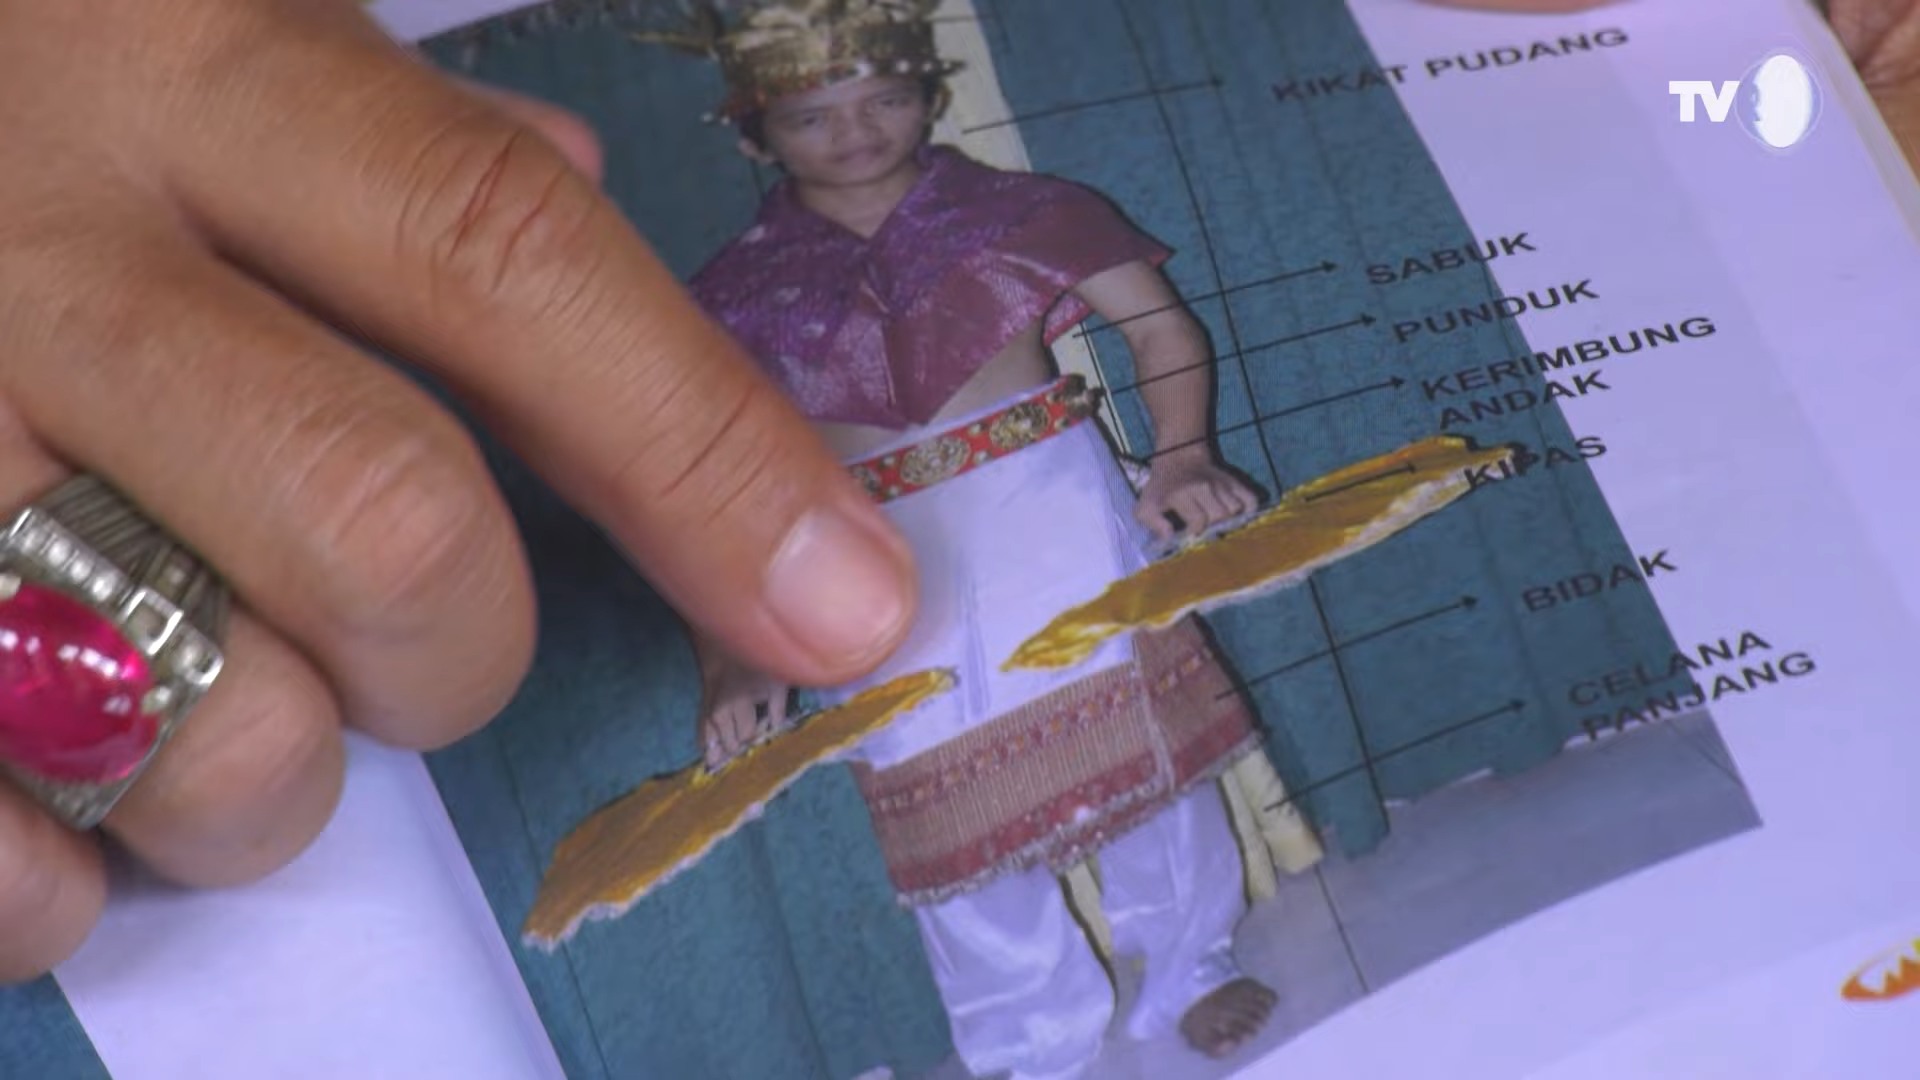 KIKAT PUDANG
TV
SABUK
PUNDUK
KERIMBUNG
ANDAK
KIPAS
BIDAK
CELANA
PANJANG